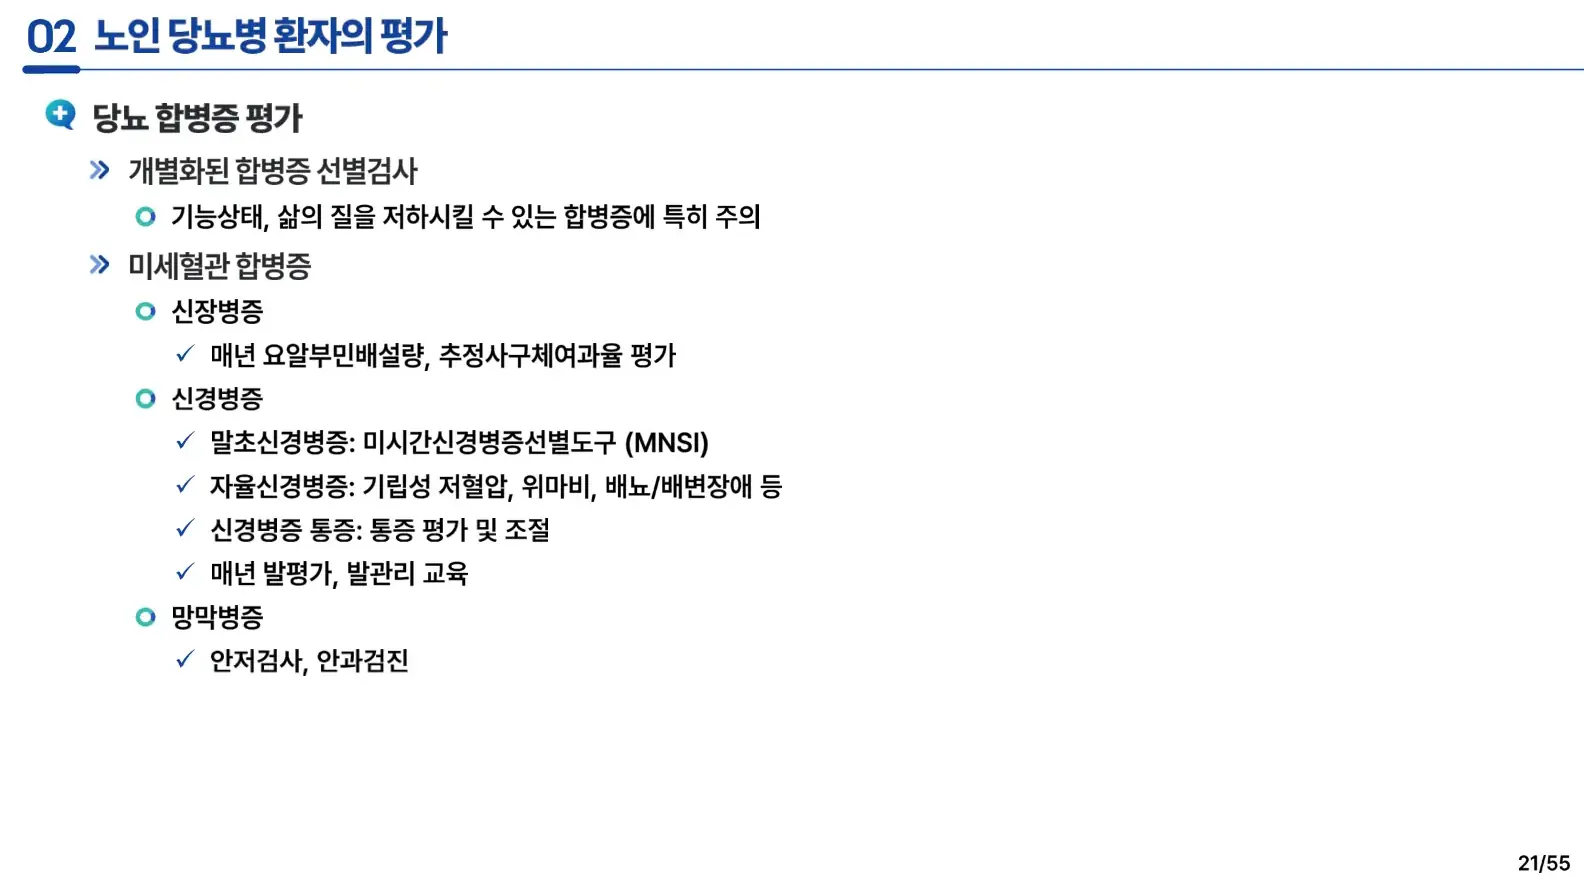 02 노인 당뇨병 환자의 평가
당뇨 합병증 평가
개별화된 합병증 선별검사
기능상태, 삶의 질을 저하시킬 수 있는 합병증에 특히 주의
미세혈관 합병증
신장병증
매년 요알부민배설량, 추정사구체여과율 평가
신경병증
말초신경병증: 미시간신경병증선별도구 (MNSI)
자율신경병증: 기립성 저혈압, 위마비, 배뇨/배변장애 등
신경병증 통증: 통증 평가 및 조절
매년 발평가, 발관리 교육
망막병증
안저검사, 안과검진
21/55